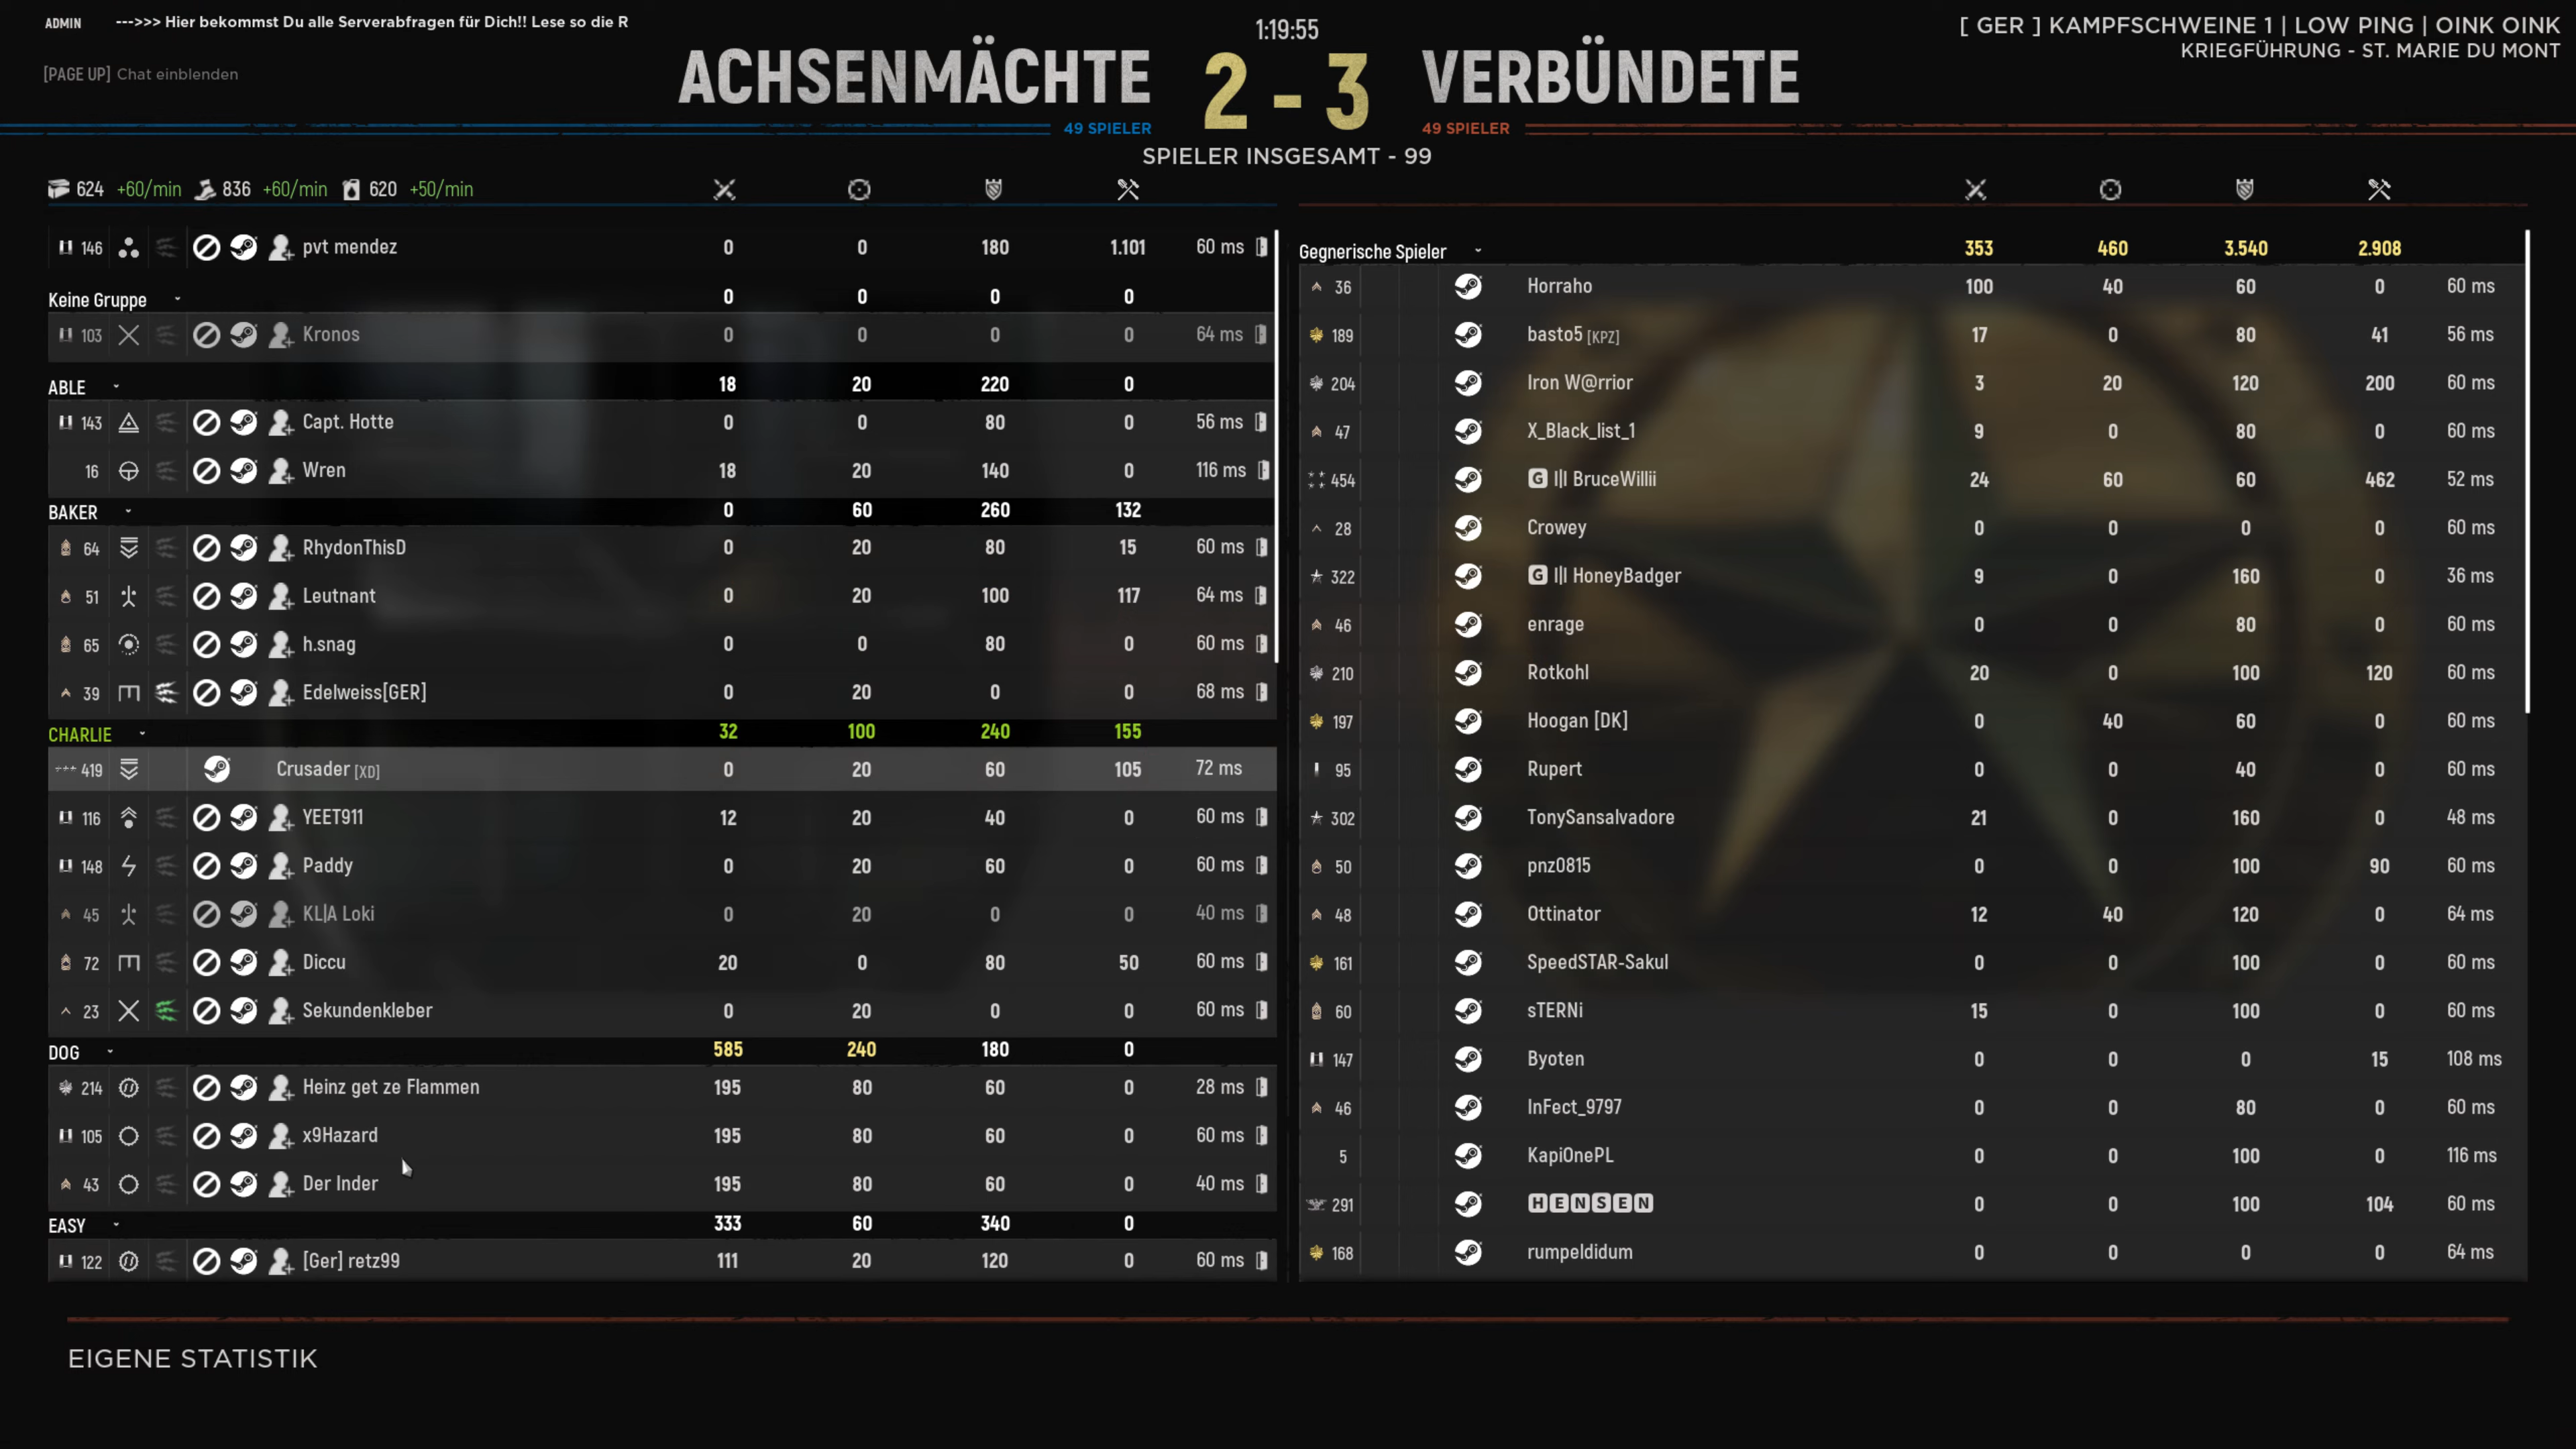 ADMIN --->>> Hier bekommst Du alle Serverabfragen für Dich!! Lese so die R
[PAGE UP] Chat einblenden
1:19:55
ACHSENMÄCHTE 2 - 3 VERBÜNDETE
49 SPIELER 49 SPIELER
SPIELER INSGESAMT - 99
[ GER ] KAMPFSCHWEINE 1 | LOW PING | OINK OINK
KRIEGFÜHRUNG - ST. MARIE DU MONT
624 +60/min 836 +60/min 620 +50/min
146 pvt mendez 0 0 180 1.101 60 ms
Keine Gruppe 0 0 0 0
103 Kronos 0 0 0 0 64 ms
ABLE 18 20 220 0
143 Capt. Hotte 0 0 80 0 56 ms
16 Wren 18 20 140 0 116 ms
BAKER 0 60 260 132
64 RhydonThisD 0 20 80 15 60 ms
51 Leutnant 0 20 100 117 64 ms
65 h.snag 0 0 80 0 60 ms
39 Edelweiss[GER] 0 20 0 0 68 ms
CHARLIE 32 100 240 155
419 Crusader [XD] 0 20 60 105 72 ms
116 YEET911 12 20 40 0 60 ms
148 Paddy 0 20 60 0 60 ms
45 KL|A Loki 0 20 0 0 40 ms
72 Diccu 20 0 80 50 60 ms
23 Sekundenkleber 0 20 0 0 60 ms
DOG 585 240 180 0
214 Heinz get ze Flammen 195 80 60 0 28 ms
105 x9Hazard 195 80 60 0 60 ms
43 Der Inder 195 80 60 0 40 ms
EASY 333 60 340 0
122 [Ger] retz99 111 20 120 0 60 ms
Gegnerische Spieler 353 460 3.540 2.908
36 Horraho 100 40 60 0 60 ms
189 basto5 [KPZ] 17 0 80 41 56 ms
204 Iron W@rrior 3 20 120 200 60 ms
47 X_Black_list_1 9 0 80 0 60 ms
454 G |||  BruceWillii 24 60 60 462 52 ms
28 Crowey 0 0 0 0 60 ms
322 G ||| HoneyBadger 9 0 160 0 36 ms
46 enrage 0 0 80 0 60 ms
210 Rotkohl 20 0 100 120 60 ms
197 Hoogan [DK] 0 40 60 0 60 ms
95 Rupert 0 0 40 0 60 ms
302 TonySansalvadore 21 0 160 0 48 ms
50 pnz0815 0 0 100 90 60 ms
48 Ottinator 12 40 120 0 64 ms
161 SpeedSTAR-Sakul 0 0 100 0 60 ms
60 sTERNi 15 0 100 0 60 ms
147 Byoten 0 0 0 15 108 ms
46 InFect_9797 0 0 80 0 60 ms
5 KapiOnePL 0 0 100 0 116 ms
291 HENSEN 0 0 100 104 60 ms
168 rumpeldidum 0 0 0 0 64 ms
EIGENE STATISTIK